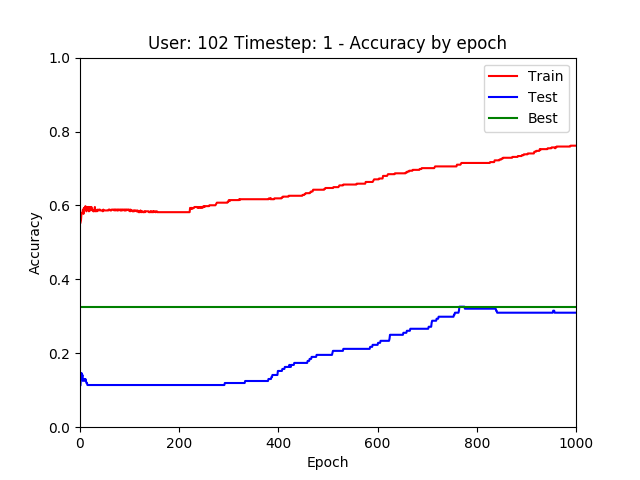 User: 102 Timestep: 1 - Accuracy by epoch
1.0
0.8
0.6
0.4
0.2
0.0
Accuracy
Train
Test
Best
0 200 400 600 800 1000
Epoch